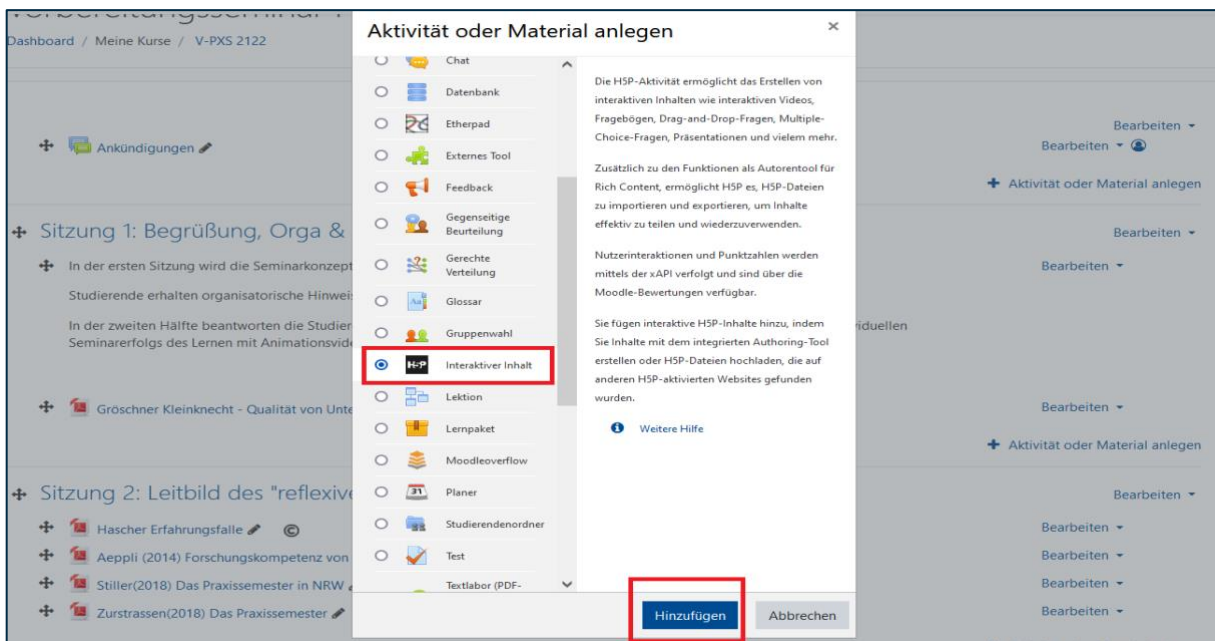 Dashboard / Meine Kurse / V-PXS 2122
Ankündigungen
Bearbeiten
Bearbeiten
Aktivität oder Material anlegen
Sitzung 1: Begrüßung, Orga &
Bearbeiten
In der ersten Sitzung wird die
Bearbeiten
Studierende erhalten organisatorische
In der zweiten Hälfte beantworten die
Seminarerfolgs des Lernen mit
Gröschner Kleinknecht - Qualität von
Bearbeiten
Aktivität oder Material anlegen
Sitzung 2: Leitbild des
Bearbeiten
Hascher Erfahrungsfalle ©
Bearbeiten
Aeppli (2014) Forschungskompetenz von
Bearbeiten
Stiller(2018) Das Praxissemester in NRW
Bearbeiten
Zurstrassen(2018) Das Praxissemester
Bearbeiten
Aktivität oder Material anlegen ×
Chat
Datenbank
Etherpad
Externes Tool
Feedback
Gegenseitige
Beurteilung
Gerechte
Verteilung
Glossar
Gruppenwahl
H-P Interaktiver Inhalt
Lektion
Lernpaket
Moodleoverflow
31 Planer
Studierendenordner
Test
Textlabor (PDF-
Die H5P-Aktivität ermöglicht das Erstellen von
interaktiven Inhalten wie interaktiven Videos,
Fragebögen, Drag-and-Drop-Fragen, Multiple-
Choice-Fragen, Präsentationen und vielem mehr.
Zusätzlich zu den Funktionen als Autorentool für
Rich Content, ermöglicht H5P es, H5P-Dateien
zu importieren und exportieren, um Inhalte
effektiv zu teilen und wiederzuverwenden.
Nutzerinteraktionen und Punktzahlen werden
mittels der xAPI verfolgt und sind über die
Moodle-Bewertungen verfügbar.
Sie fügen interaktive H5P-Inhalte hinzu, indem
Sie Inhalte mit dem integrierten Authoring-Tool
erstellen oder H5P-Dateien hochladen, die auf
anderen H5P-aktivierten Websites gefunden
wurden.
Weitere Hilfe
Hinzufügen
Abbrechen